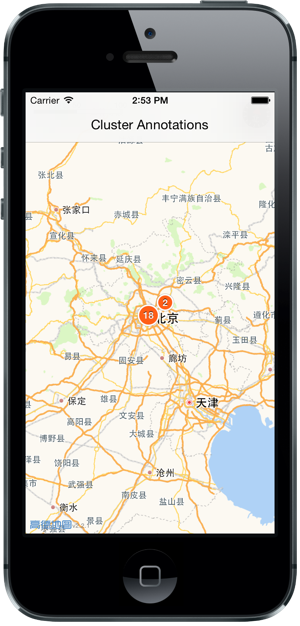 Carrier 2:53 PM
Cluster Annotations
张北县
丰宁满族自治县
张家口
赤城县
隆化
宣化县
滦平县
怀来县
延庆县
密云县
兴隆县
2
18
北京
蓟县
遵化市
玉田县
易县
固安县
廊坊
天津
保定
雄县
文安县
高阳县
大城县
博野县
饶阳县
沧州
武强县
南皮县
盐山县
衡水
景县
高德地图